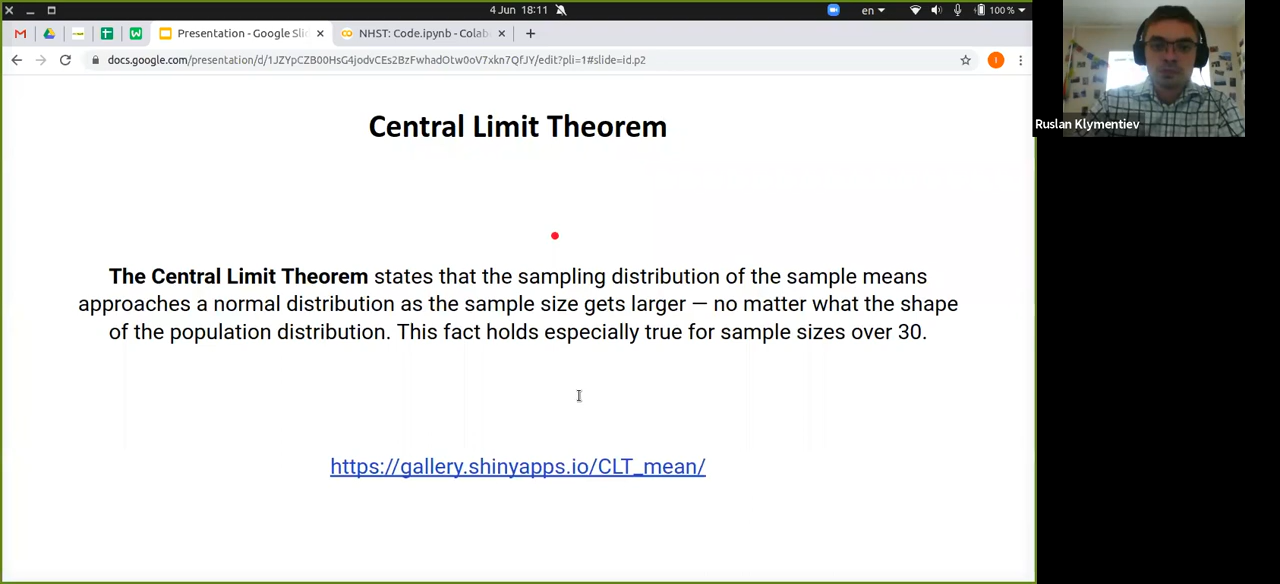 4 Jun 18:11
en
100 %
Presentation - Google Sli
NHST: Code.ipynb - Colab
docs.google.com/presentation/d/1JZYpCZB00HsG4jodvCEs2BzFwhadOtw0oV7xkn7QfJY/edit?pli=1#slide=id.p2
Ruslan Klymentiev
Central Limit Theorem
The Central Limit Theorem states that the sampling distribution of the sample means
approaches a normal distribution as the sample size gets larger — no matter what the shape
of the population distribution. This fact holds especially true for sample sizes over 30.
https://gallery.shinyapps.io/CLT_mean/